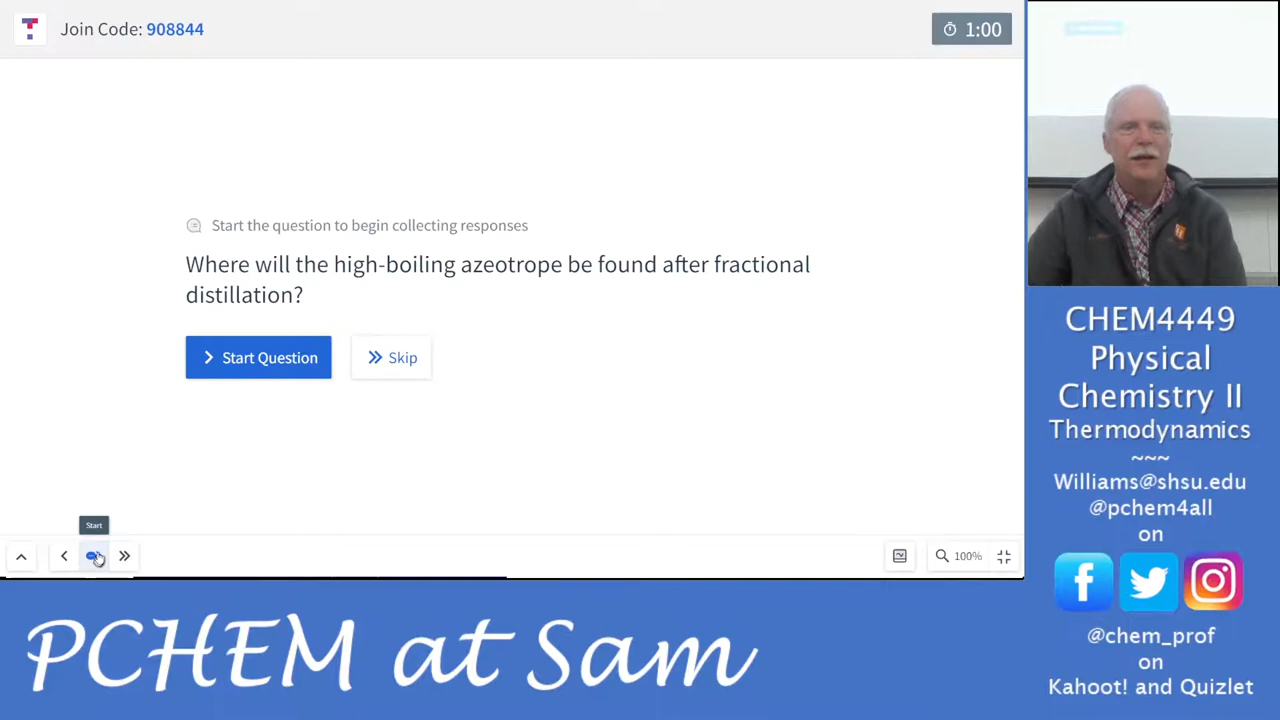 Join Code: 908844
1:00
Start the question to begin collecting responses
Where will the high-boiling azeotrope be found after fractional
distillation?
Start Question
Skip
Start
100%
CHEM4449
Physical
Chemistry II
Thermodynamics
~~~
Williams@shsu.edu
@pchem4all
on
@chem_prof
on
Kahoot! and Quizlet
PCHEM at Sam